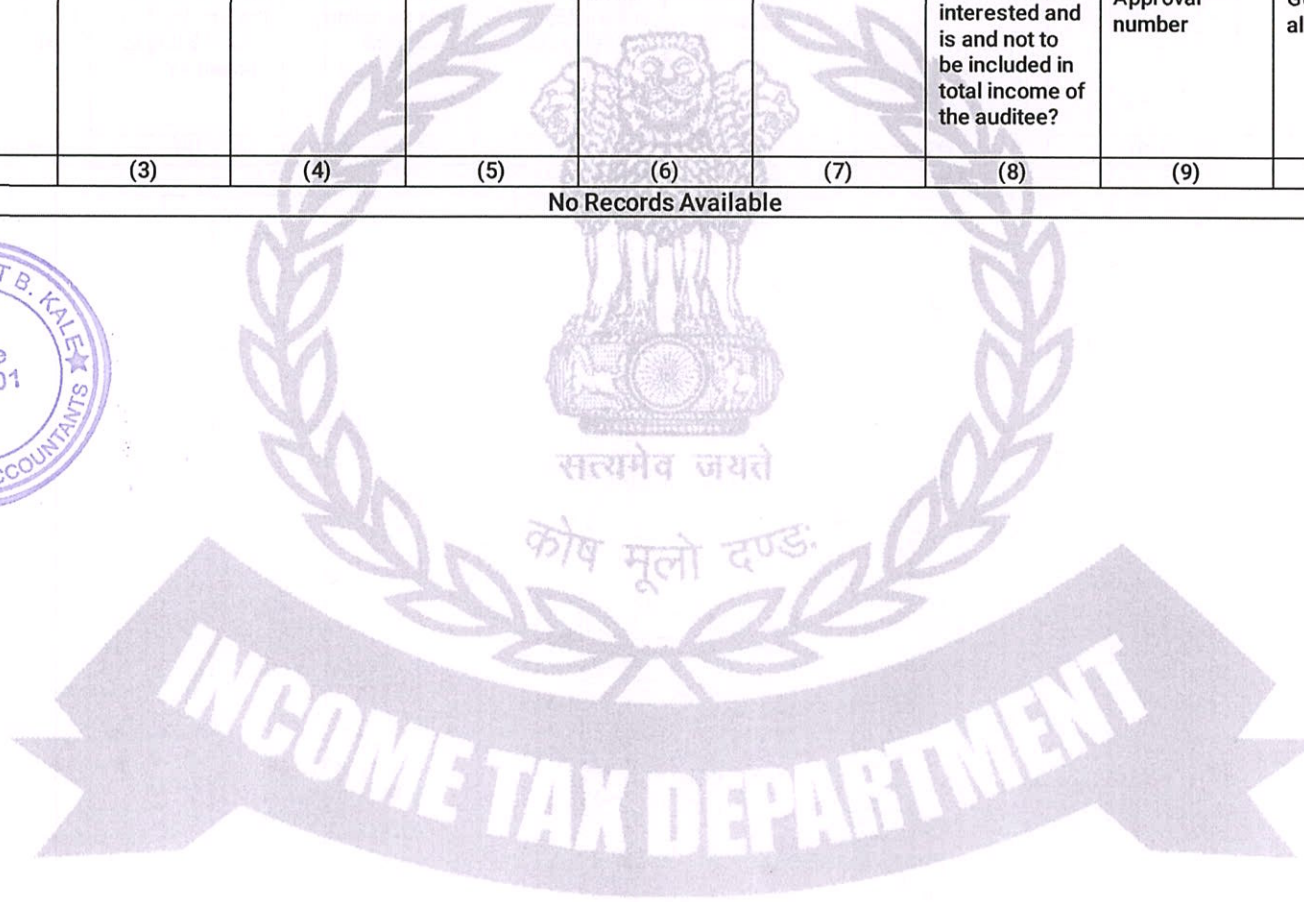 interested and
is and not to
be included in
total income of
the auditee?
Approval
number
(3) (4) (5) (6) (7) (8) (9)
No Records Available
B. KALE
01
ACCOUNTANTS
सत्यमेव जयते
कोष मूलो दण्डः
INCOME TAX DEPARTMENT